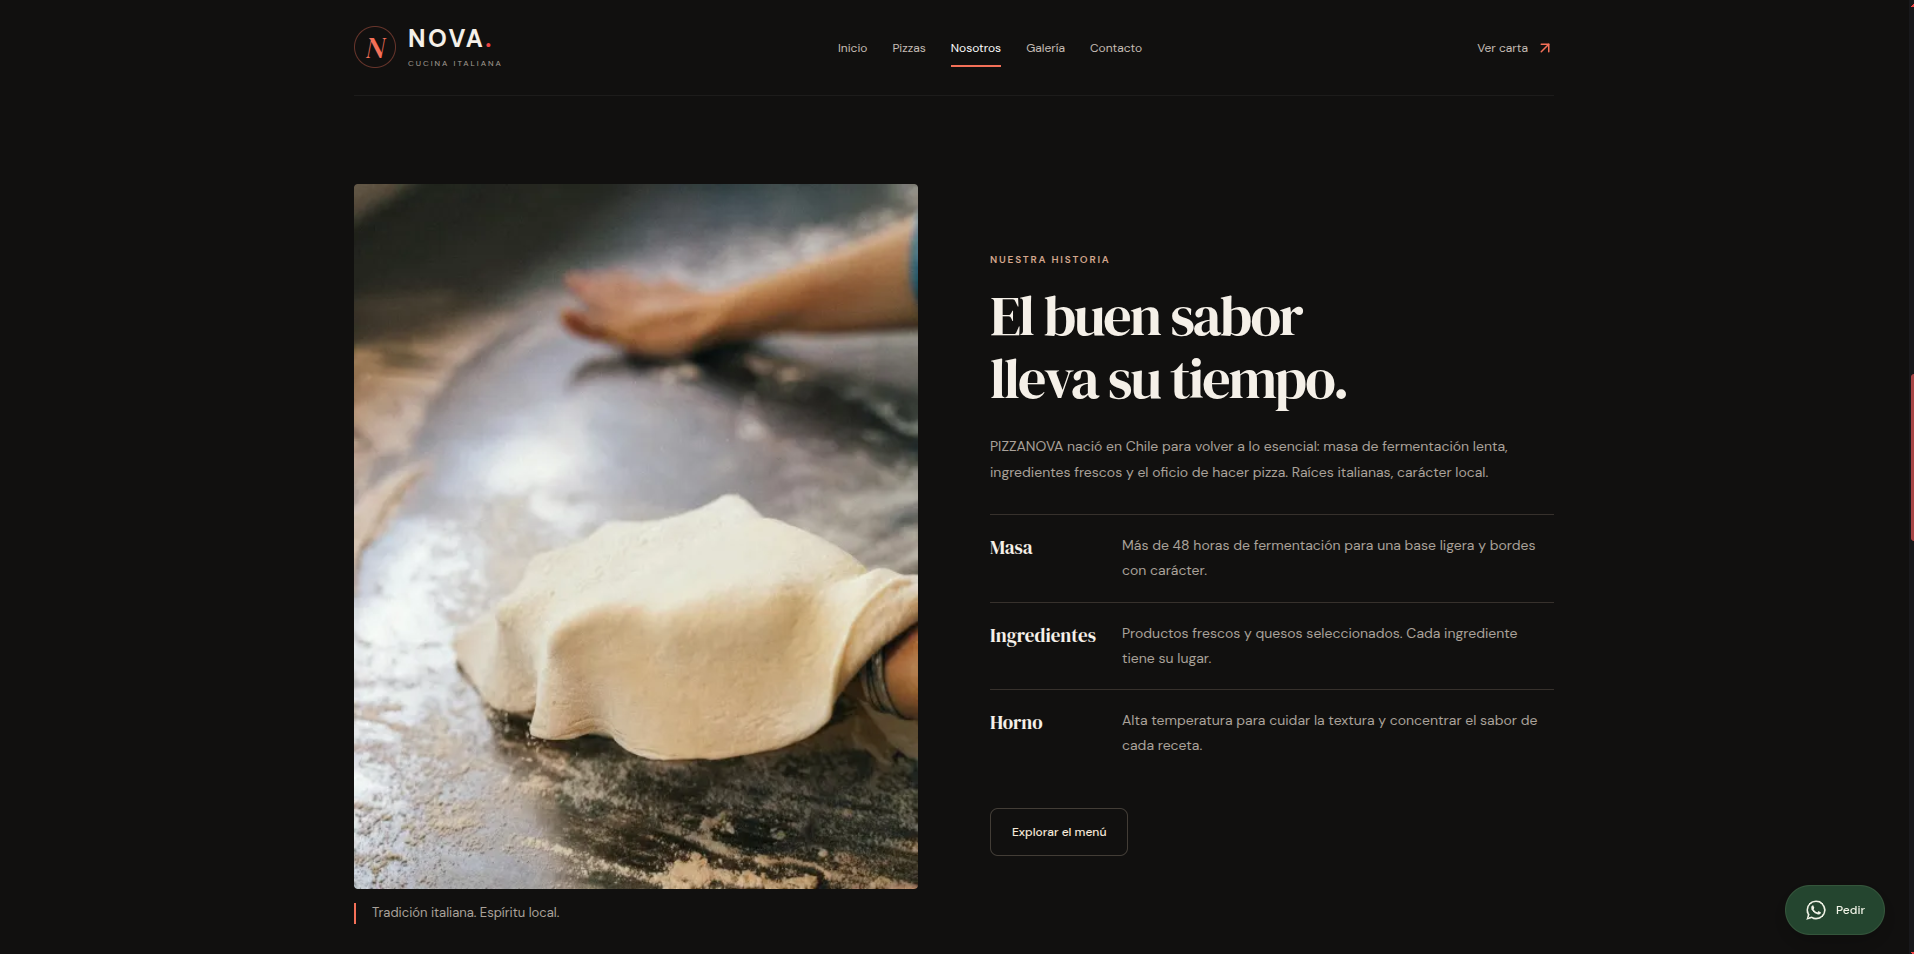 N
NOVA.
CUCINA ITALIANA
Inicio
Pizzas
Nosotros
Galería
Contacto
Ver carta
NUESTRA HISTORIA
El buen sabor
lleva su tiempo.
PIZZANOVA nació en Chile para volver a lo esencial: masa de fermentación lenta,
ingredientes frescos y el oficio de hacer pizza. Raíces italianas, carácter local.
Masa
Más de 48 horas de fermentación para una base ligera y bordes
con carácter.
Ingredientes
Productos frescos y quesos seleccionados. Cada ingrediente
tiene su lugar.
Horno
Alta temperatura para cuidar la textura y concentrar el sabor de
cada receta.
Explorar el menú
Tradición italiana. Espíritu local.
Pedir